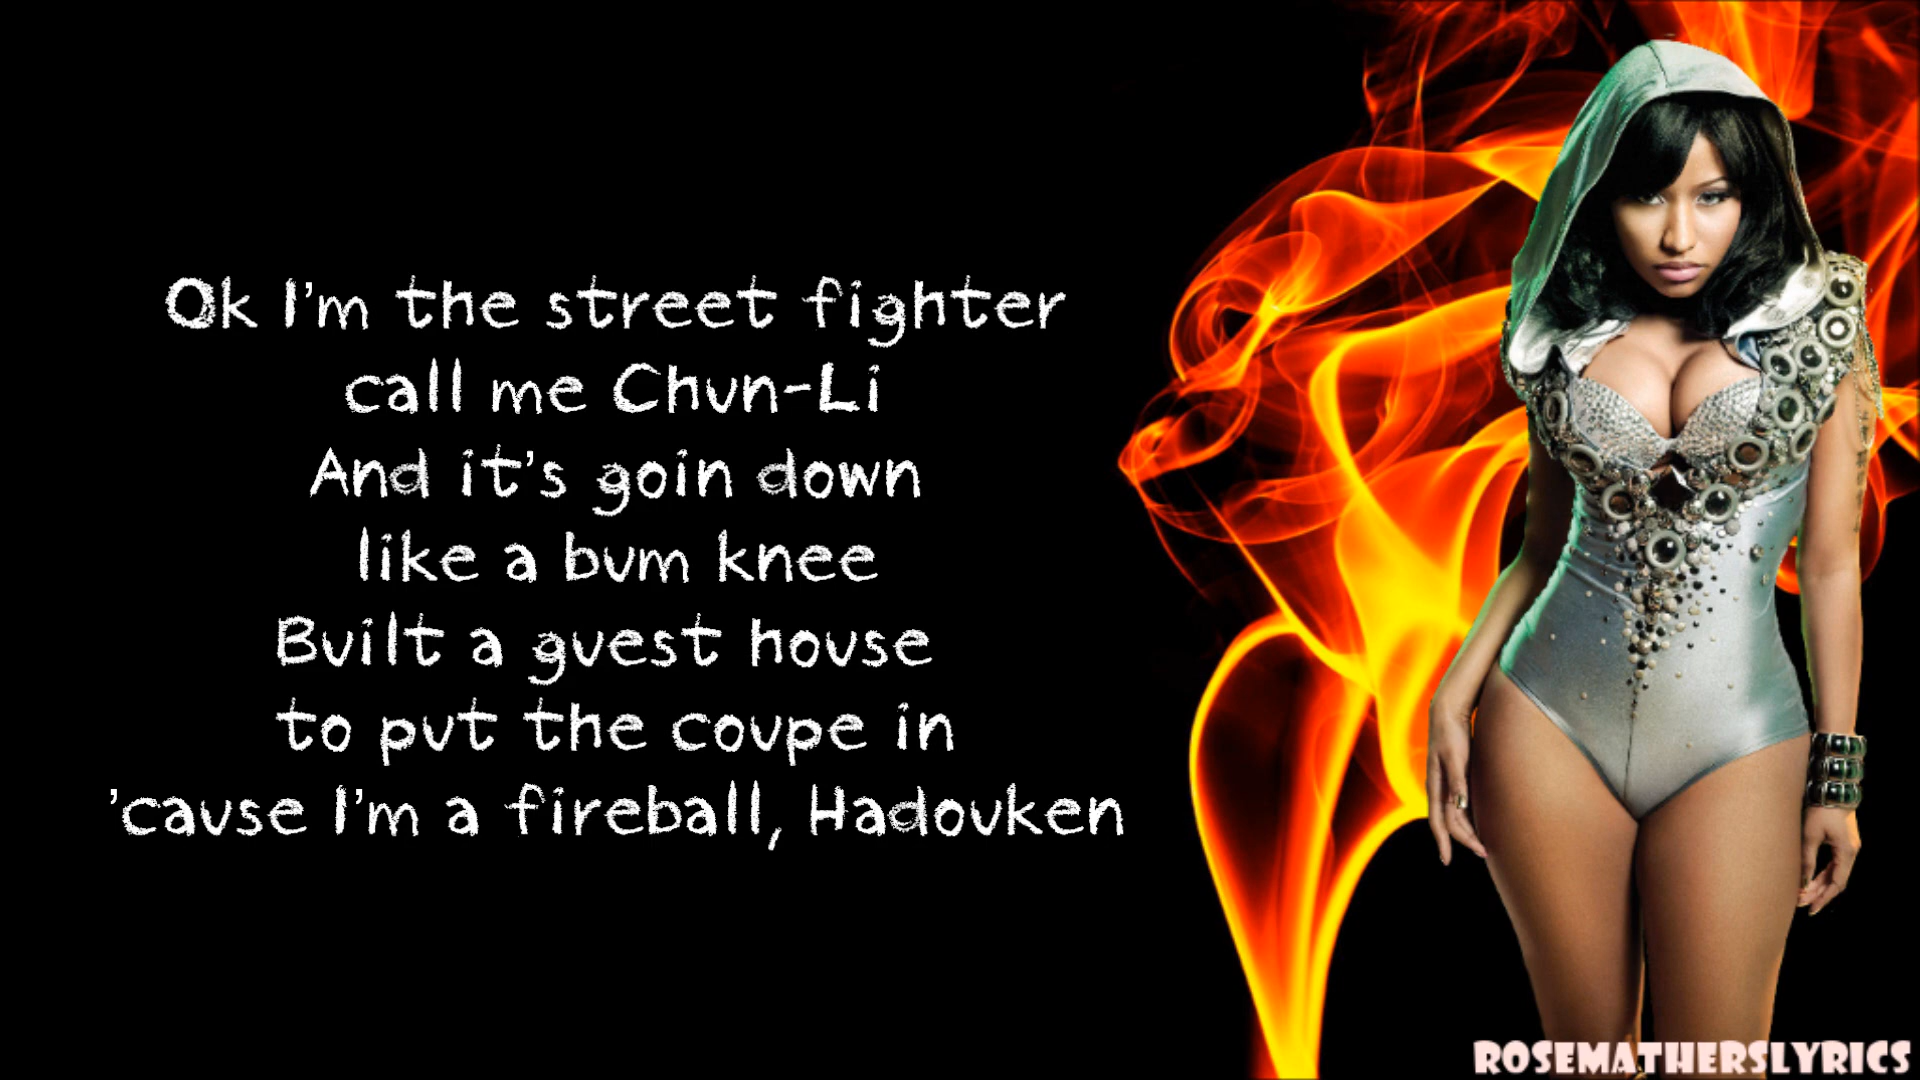 Ok I'm the street fighter
call me Chun-Li
And it's goin down
like a bum knee
Built a guest house
to put the coupe in
'cause I'm a fireball, Hadouken
ROSEMATHERSLYRICS